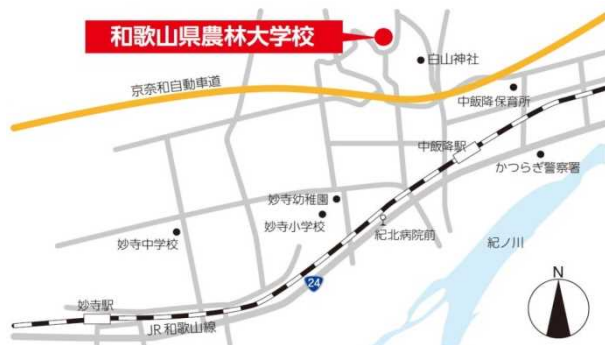 和歌山県農林大学校
白山神社
京奈和自動車道
中飯降保育所
中飯降駅
かつらぎ警察署
妙寺幼稚園
妙寺小学校
妙寺中学校
紀北病院前
紀ノ川
24
妙寺駅
JR和歌山線
N